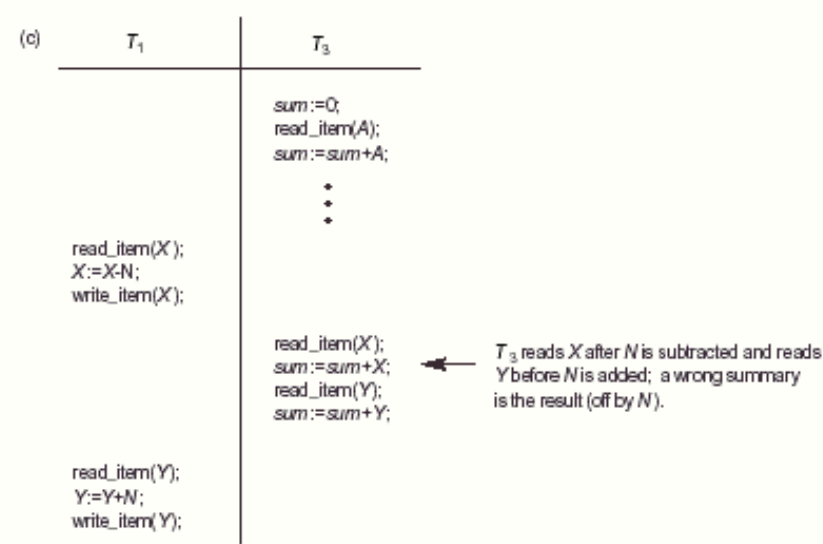 (c) T1 T3
sum:=0;
read_item(A);
sum:=sum+A;
read_item(X);
X:=X-N;
write_item(X);
read_item(X);
sum:=sum+X;
read_item(Y);
sum:=sum+Y;
T3 reads X after N is subtracted and reads
Y before N is added; a wrong summary
is the result (off by N).
read_item(Y);
Y:=Y+N;
write_item(Y);